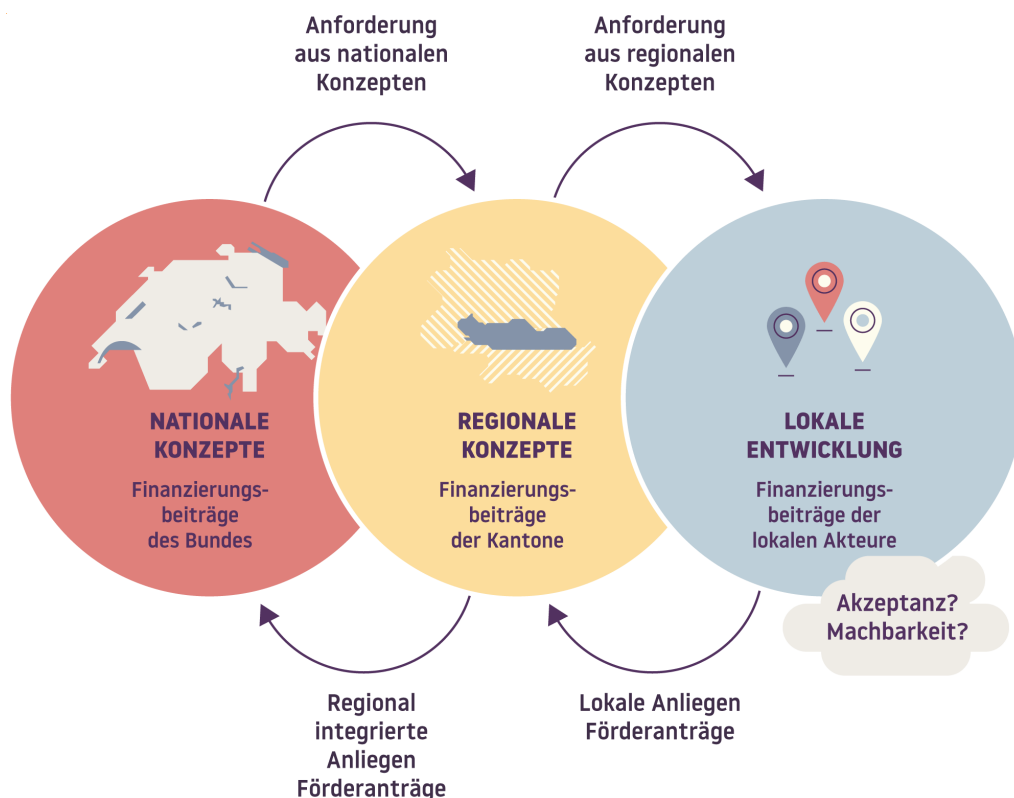 Anforderung
aus nationalen
Konzepten
Anforderung
aus regionalen
Konzepten
NATIONALE
KONZEPTE
Finanzierungs-
beiträge
des Bundes
REGIONALE
KONZEPTE
Finanzierungs-
beiträge
der Kantone
LOKALE
ENTWICKLUNG
Finanzierungs-
beiträge der
lokalen Akteure
Akzeptanz?
Machbarkeit?
Regional
integrierte
Anliegen
Förderanträge
Lokale Anliegen
Förderanträge